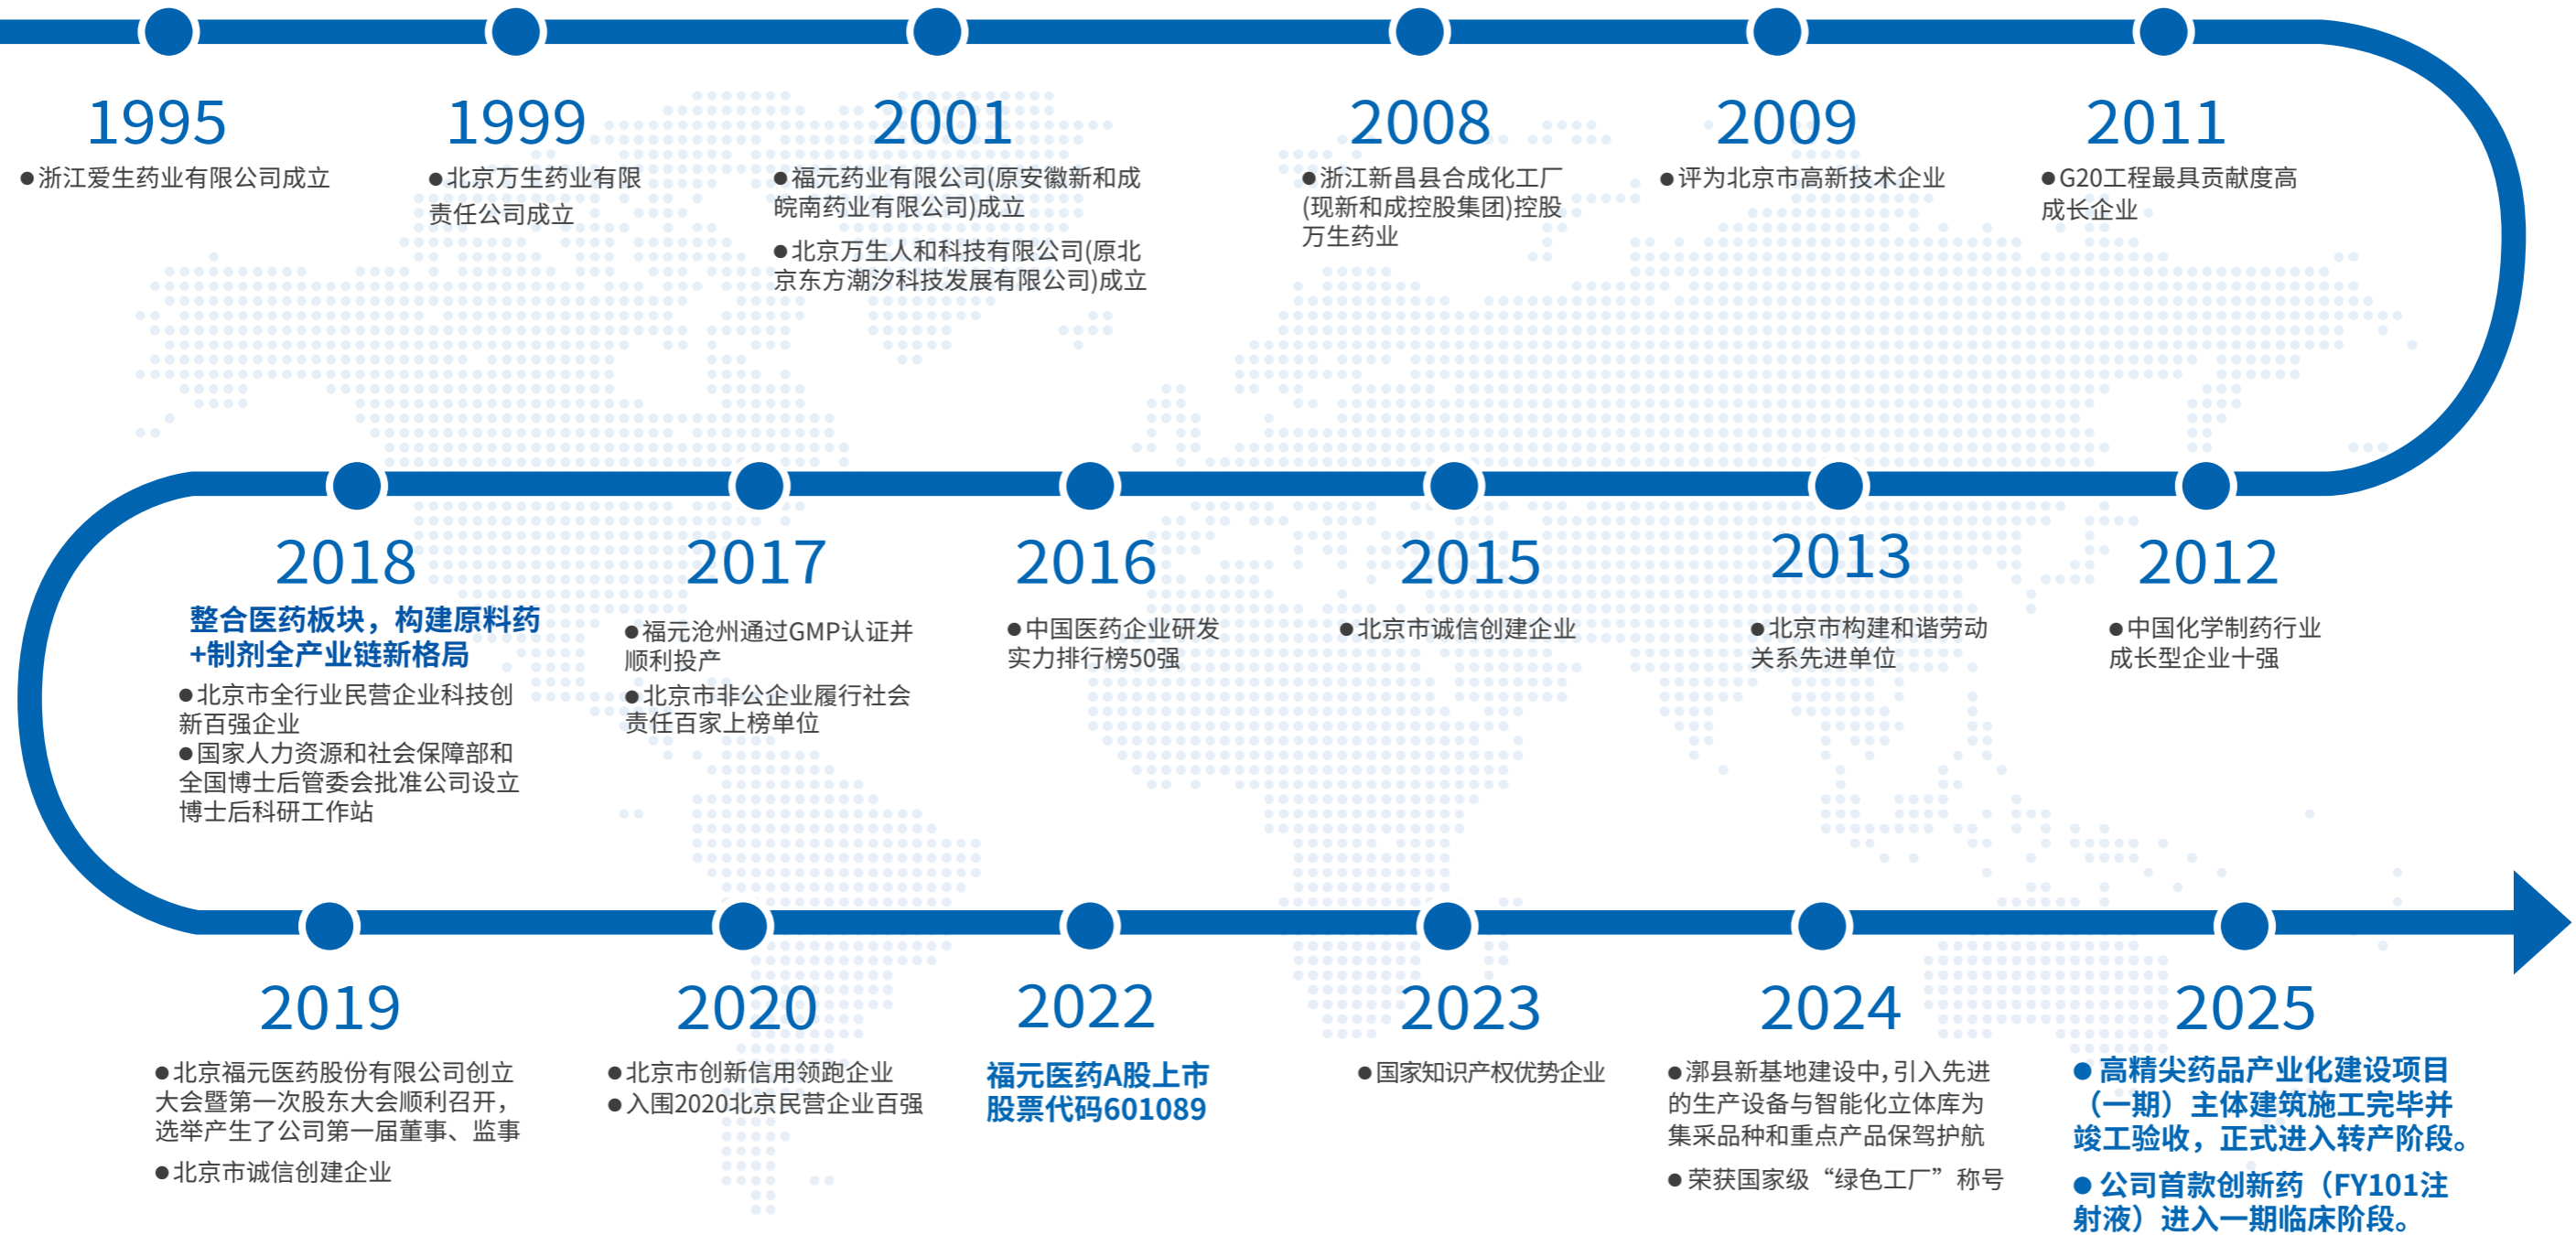 1995
●浙江爱生药业有限公司成立
1999
●北京万生药业有限
责任公司成立
2001
●福元药业有限公司(原安徽新和成
皖南药业有限公司)成立
●北京万生人和科技有限公司(原北
京东方潮汐科技发展有限公司)成立
2008
●浙江新昌县合成化工厂
(现新和成控股集团)控股
万生药业
2009
●评为北京市高新技术企业
2011
●G20工程最具贡献度高
成长企业
2012
●中国化学制药行业
成长型企业十强
2013
●北京市构建和谐劳动
关系先进单位
2015
●北京市诚信创建企业
2016
●中国医药企业研发
实力排行榜50强
2017
●福元沧州通过GMP认证并
顺利投产
●北京市非公企业履行社会
责任百家上榜单位
2018
整合医药板块，构建原料药
+制剂全产业链新格局
●北京市全行业民营企业科技创
新百强企业
●国家人力资源和社会保障部和
全国博士后管委会批准公司设立
博士后科研工作站
2019
●北京福元医药股份有限公司创立
大会暨第一次股东大会顺利召开，
选举产生了公司第一届董事、监事
●北京市诚信创建企业
2020
●北京市创新信用领跑企业
●入围2020北京民营企业百强
2022
福元医药A股上市
股票代码601089
2023
●国家知识产权优势企业
2024
●漷县新基地建设中，引入先进
的生产设备与智能化立体库为
集采品种和重点产品保驾护航
●荣获国家级“绿色工厂”称号
2025
●高精尖药品产业化建设项目
（一期）主体建筑施工完毕并
竣工验收，正式进入转产阶段。
●公司首款创新药（FY101注
射液）进入一期临床阶段。